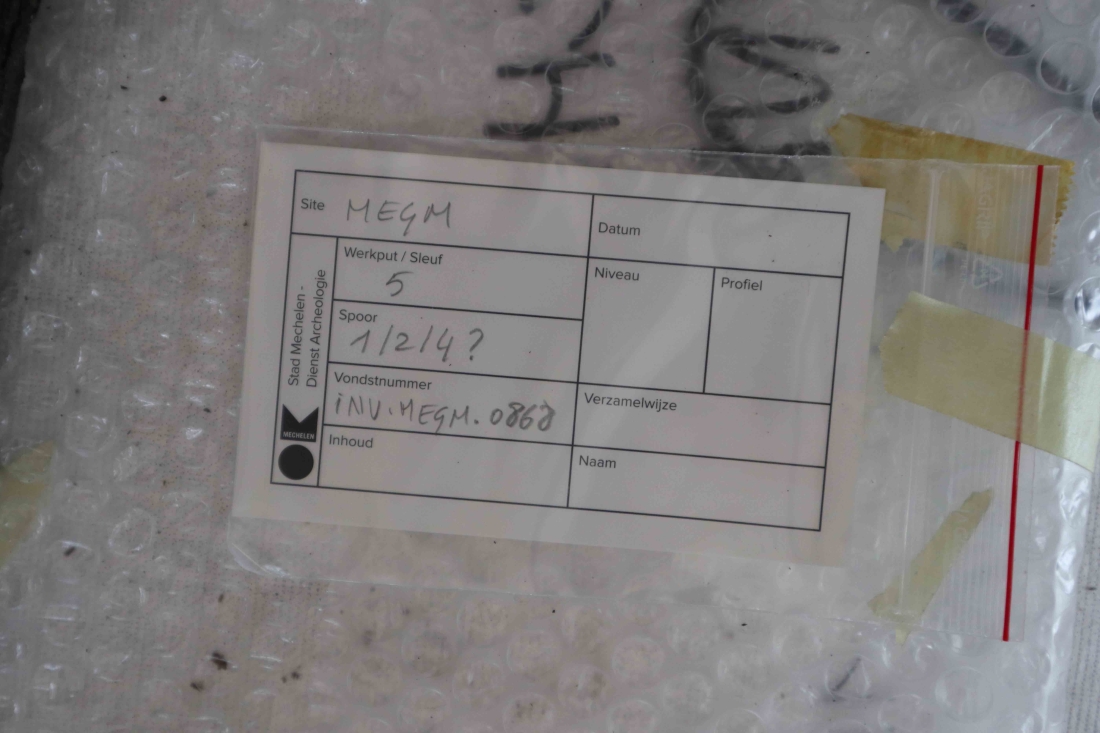 Site MEGM
Datum
Werkput / Sleuf
5
Niveau
Profiel
Spoor
1/2/4?
Vondstnummer
INV.MEGM.0868
Verzamelwijze
Inhoud
Naam
Stad Mechelen -
Dienst Archeologie
MECHELEN